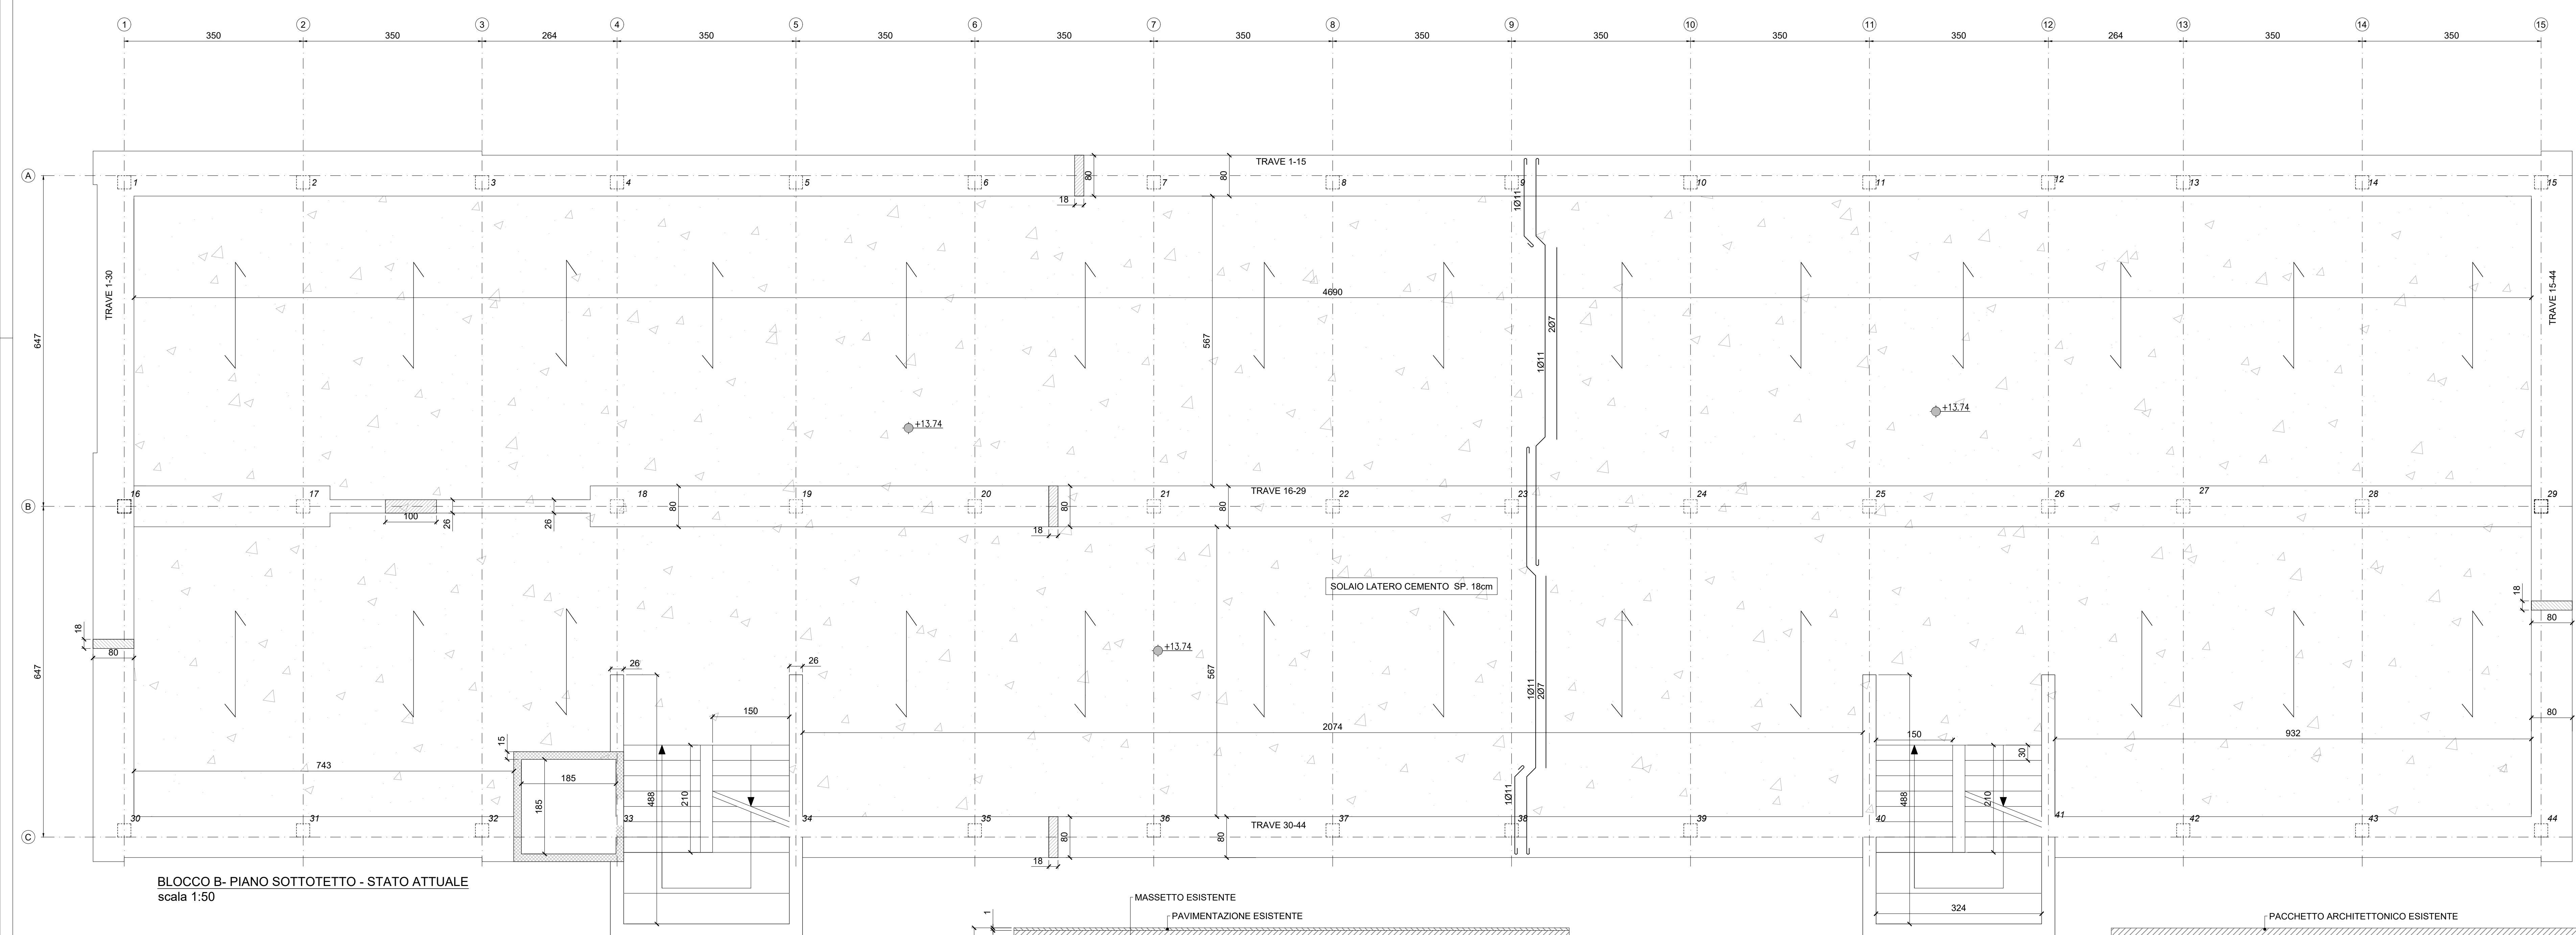 1 2 3 4 5 6 7 8 9 10 11 12 13 14 15
350 350 264 350 350 350 350 350 350 350 350 264 350 350
TRAVE 1-15
A
1 2 3 4 5 6 7 8 9 10 11 12 13 14 15
80 80
18
1Ø11
TRAVE 1-30
TRAVE 15-44
4690
647
567
1Ø11
2Ø7
+13.74
+13.74
B
16 17 18 19 20 21 22 23 24 25 26 27 28 29
TRAVE 16-29
100 26 26 80 80 80
18
SOLAIO LATERO CEMENTO  SP. 18cm
18
80
18
80
647
567
+13.74
26 26
1Ø11
2Ø7
150
2074
150
932
80
15
30
743
185
185
488
210
488
210
1Ø11
C
30 31 32 33 34 35 36 37 38 39 40 41 42 43 44
TRAVE 30-44
80 80
18
BLOCCO B- PIANO SOTTOTETTO - STATO ATTUALE
scala 1:50
324
MASSETTO ESISTENTE
1
PAVIMENTAZIONE ESISTENTE
PACCHETTO ARCHITETTONICO ESISTENTE